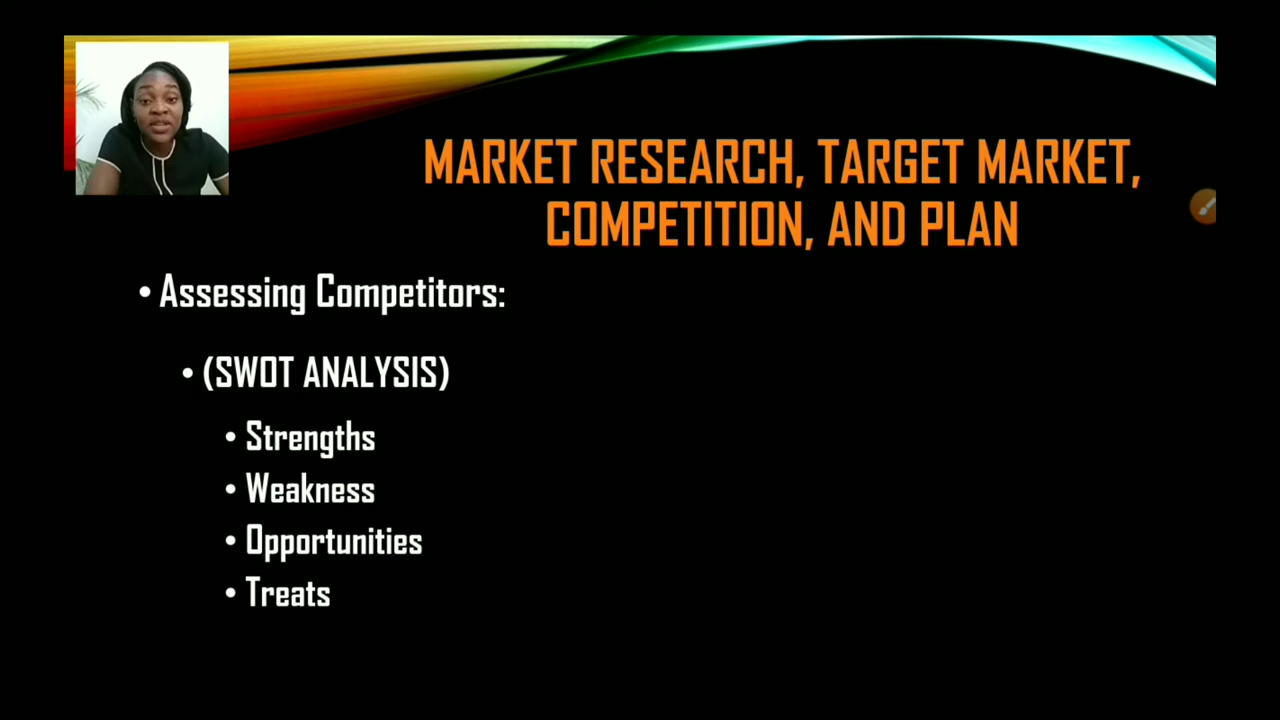 MARKET RESEARCH, TARGET MARKET,
COMPETITION, AND PLAN
• Assessing Competitors:
• (SWOT ANALYSIS)
• Strengths
• Weakness
• Opportunities
• Treats